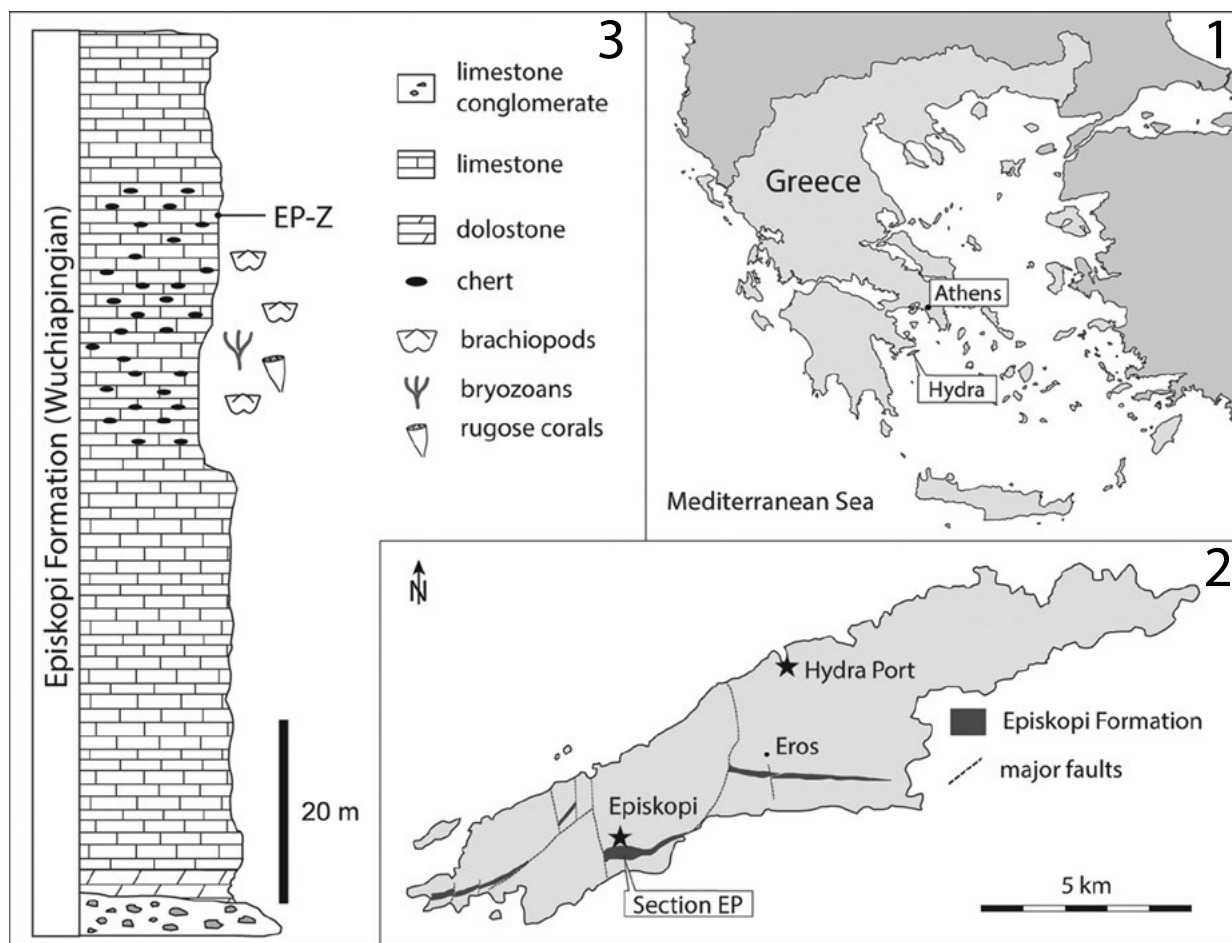 3
Episkopi Formation (Wuchiapingian)
EP-Z
20 m
limestone
conglomerate
limestone
dolostone
chert
brachiopods
bryozoans
rugose corals
1
Greece
Athens
Hydra
Mediterranean Sea
2
N
Hydra Port
Eros
Episkopi
Section EP
Episkopi Formation
major faults
5 km